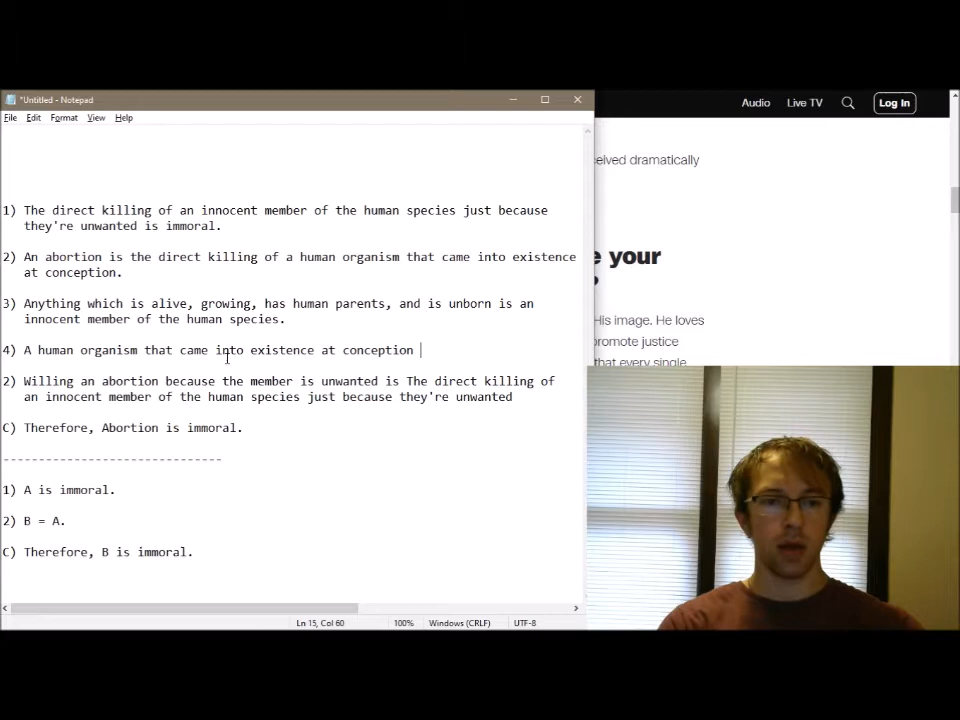 *Untitled - Notepad
File Edit Format View Help
1) The direct killing of an innocent member of the human species just because
they're unwanted is immoral.
2) An abortion is the direct killing of a human organism that came into existence
at conception.
3) Anything which is alive, growing, has human parents, and is unborn is an
innocent member of the human species.
4) A human organism that came into existence at conception
2) Willing an abortion because the member is unwanted is The direct killing of
an innocent member of the human species just because they're unwanted
C) Therefore, Abortion is immoral.
-------------------------------
1) A is immoral.
2) B = A.
C) Therefore, B is immoral.
Ln 15, Col 60 100% Windows (CRLF) UTF-8
Audio Live TV Log In
dramatically
e your
His image. He loves
promote justice
that every single